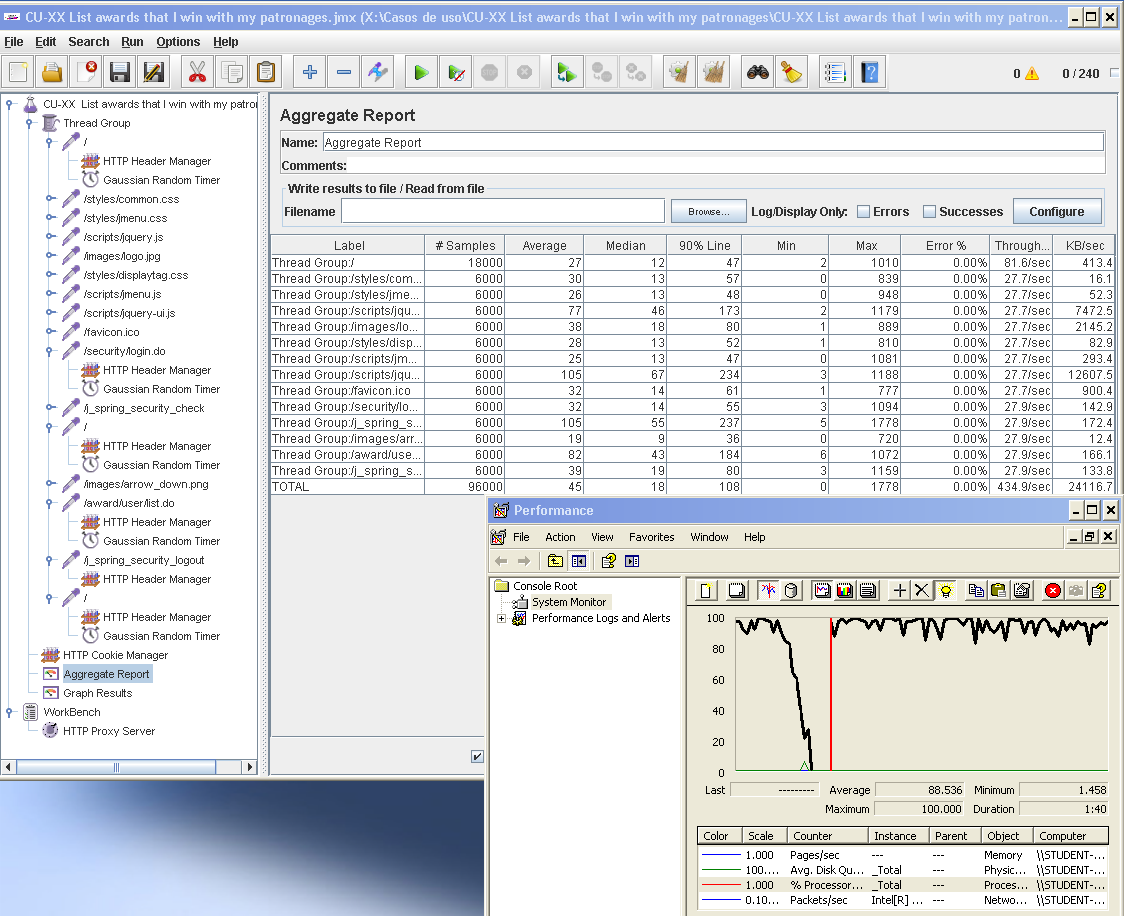 CU-XX List awards that I win with my patronages.jmx (X:\Casos de uso\CU-XX List awards that I win with my patronages\CU-XX List awards that I win with my patron...
File Edit Search Run Options Help
0 0 / 240
CU-XX List awards that I win with my patro
Thread Group
/
HTTP Header Manager
Gaussian Random Timer
/styles/common.css
/styles/jmenu.css
/scripts/jquery.js
/images/logo.jpg
/styles/displaytag.css
/scripts/jmenu.js
/scripts/jquery-ui.js
/favicon.ico
/security/login.do
HTTP Header Manager
Gaussian Random Timer
/j_spring_security_check
/
HTTP Header Manager
Gaussian Random Timer
/images/arrow_down.png
/award/user/list.do
HTTP Header Manager
Gaussian Random Timer
/j_spring_security_logout
HTTP Header Manager
/
HTTP Header Manager
Gaussian Random Timer
HTTP Cookie Manager
Aggregate Report
Graph Results
WorkBench
HTTP Proxy Server
Aggregate Report
Name: Aggregate Report
Comments:
Write results to file / Read from file
Filename Browse... Log/Display Only: Errors Successes Configure
Label # Samples Average Median 90% Line Min Max Error % Through... KB/sec
Thread Group:/ 18000 27 12 47 2 1010 0.00% 81.6/sec 413.4
Thread Group:/styles/com... 6000 30 13 57 0 839 0.00% 27.7/sec 16.1
Thread Group:/styles/jme... 6000 26 13 48 0 948 0.00% 27.7/sec 52.3
Thread Group:/scripts/jqu... 6000 77 46 173 2 1179 0.00% 27.7/sec 7472.5
Thread Group:/images/lo... 6000 38 18 80 1 889 0.00% 27.7/sec 2145.2
Thread Group:/styles/disp... 6000 28 13 52 1 810 0.00% 27.7/sec 82.9
Thread Group:/scripts/jm... 6000 25 13 47 0 1081 0.00% 27.7/sec 293.4
Thread Group:/scripts/jqu... 6000 105 67 234 3 1188 0.00% 27.7/sec 12607.5
Thread Group:/favicon.ico 6000 32 14 61 1 777 0.00% 27.7/sec 900.4
Thread Group:/security/lo... 6000 32 14 55 3 1094 0.00% 27.9/sec 142.9
Thread Group:/j_spring_s... 6000 105 55 237 5 1778 0.00% 27.9/sec 172.4
Thread Group:/images/arr... 6000 19 9 36 0 720 0.00% 27.9/sec 12.4
Thread Group:/award/use... 6000 82 43 184 6 1072 0.00% 27.9/sec 166.1
Thread Group:/j_spring_s... 6000 39 19 80 3 1159 0.00% 27.9/sec 133.8
TOTAL 96000 45 18 108 0 1778 0.00% 434.9/sec 24116.7
Performance
File Action View Favorites Window Help
Console Root
System Monitor
Performance Logs and Alerts
100
80
60
40
20
0
Last --------- Average 88.536 Minimum 1.458
Maximum 100.000 Duration 1:40
Color Scale Counter Instance Parent Object Computer
1.000 Pages/sec --- --- Memory \\STUDENT-...
100.... Avg. Disk Qu... _Total --- Physic... \\STUDENT-...
1.000 % Processor... _Total --- Proces... \\STUDENT-...
0.10... Packets/sec Intel[R] ... --- Netwo... \\STUDENT-...